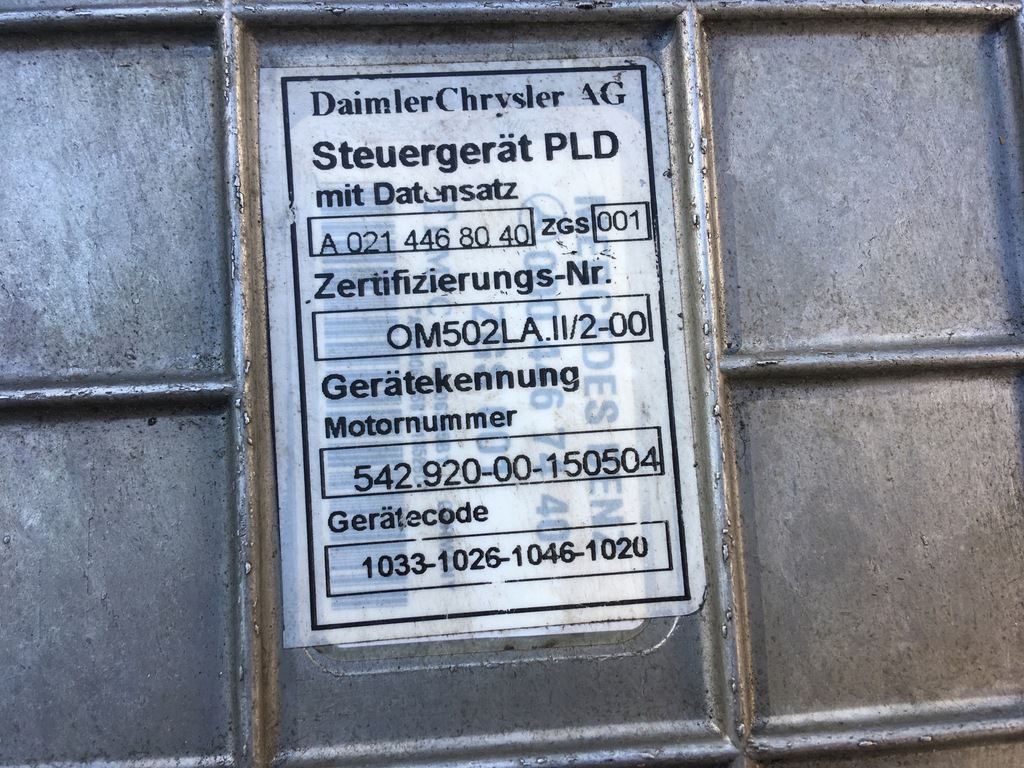 DaimlerChrysler AG
Steuergerät PLD
mit Datensatz
A 021 446 80 40 ZGS 001
Zertifizierungs-Nr.
OM502LA.II/2-00
Gerätekennung
Motornummer
542.920-00-150504
Gerätecode
1033-1026-1046-1020